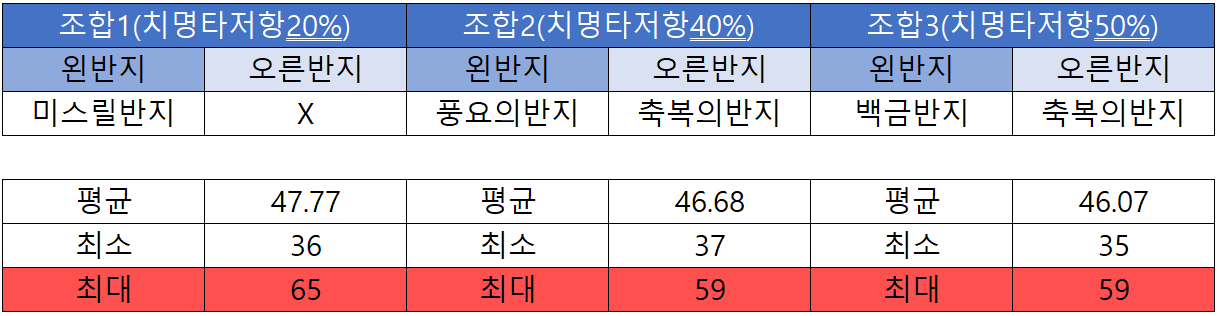 조합1(치명타저항20%) 조합2(치명타저항40%) 조합3(치명타저항50%)
왼반지 오른반지 왼반지 오른반지 왼반지 오른반지
미스릴반지 X 풍요의반지 축복의반지 백금반지 축복의반지
평균 47.77 평균 46.68 평균 46.07
최소 36 최소 37 최소 35
최대 65 최대 59 최대 59